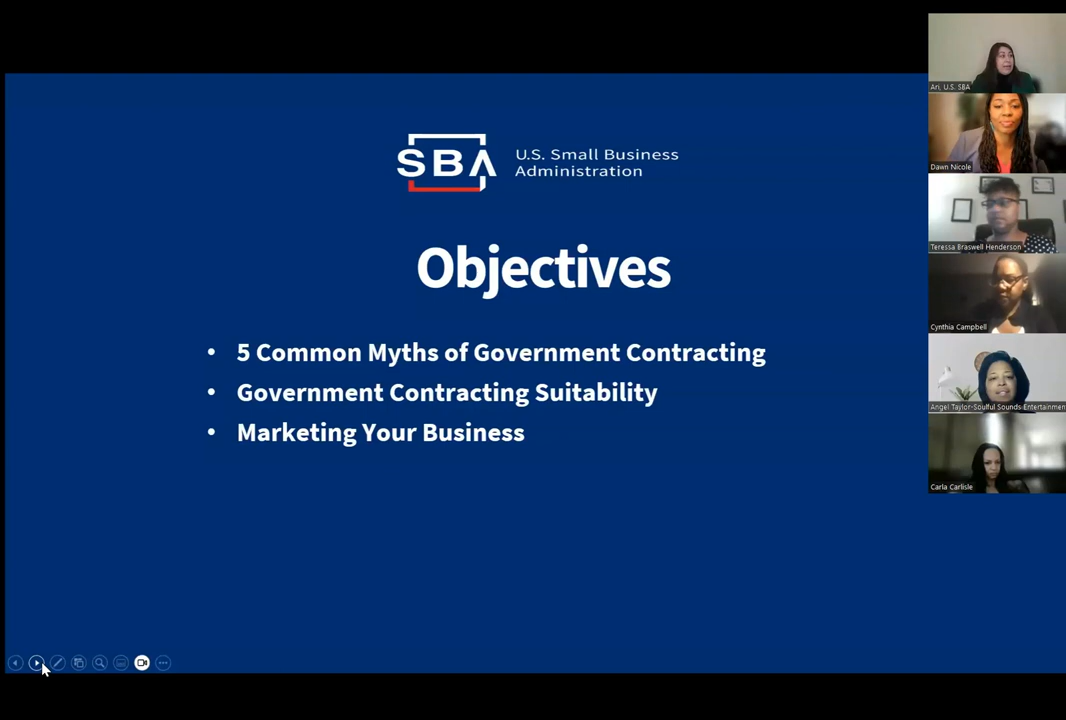 SBA
U.S. Small Business
Administration
Objectives
• 5 Common Myths of Government Contracting
• Government Contracting Suitability
• Marketing Your Business
Ari, U.S. SBA
Dawn Nicole
Teressa Braswell Henderson
Cynthia Campbell
Angel Taylor-Soulful Sounds Entertainmen
Carla Carlisle